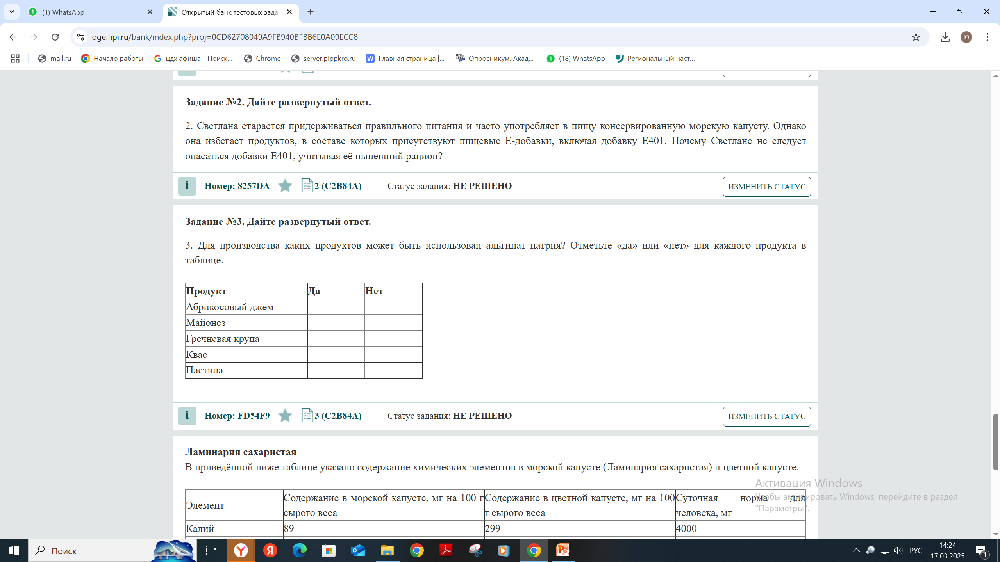 (1) WhatsApp
Открытый банк тестовых зада
oge.fipi.ru/bank/index.php?proj=0CD62708049A9FB940BFBB6E0A09ECC8
Ю
mail.ru
Начало работы
цдх афиша - Поиск...
Chrome
server.pippkro.ru
Главная страница |...
Опросникум. Акад...
(18) WhatsApp
Региональный наст...
Задание №2. Дайте развернутый ответ.
2. Светлана старается придерживаться правильного питания и часто употребляет в пищу консервированную морскую капусту. Однако
она избегает продуктов, в составе которых присутствуют пищевые Е-добавки, включая добавку Е401. Почему Светлане не следует
опасаться добавки Е401, учитывая её нынешний рацион?
i Номер: 8257DA 2 (C2B84A) Статус задания: НЕ РЕШЕНО ИЗМЕНИТЬ СТАТУС
Задание №3. Дайте развернутый ответ.
3. Для производства каких продуктов может быть использован альгинат натрия? Отметьте «да» или «нет» для каждого продукта в
таблице.
Продукт Да Нет
Абрикосовый джем
Майонез
Гречневая крупа
Квас
Пастила
i Номер: FD54F9 3 (C2B84A) Статус задания: НЕ РЕШЕНО ИЗМЕНИТЬ СТАТУС
Ламинария сахаристая
В приведённой ниже таблице указано содержание химических элементов в морской капусте (Ламинария сахаристая) и цветной капусте.
Элемент
Содержание в морской капусте, мг на 100 г
сырого веса
Содержание в цветной капусте, мг на 100
г сырого веса
Суточная норма для
человека, мг
Калий 89 299 4000
Активация Windows
Чтобы активировать Windows, перейдите в раздел
"Параметры".
Поиск
РУС
14:24
17.03.2025
1